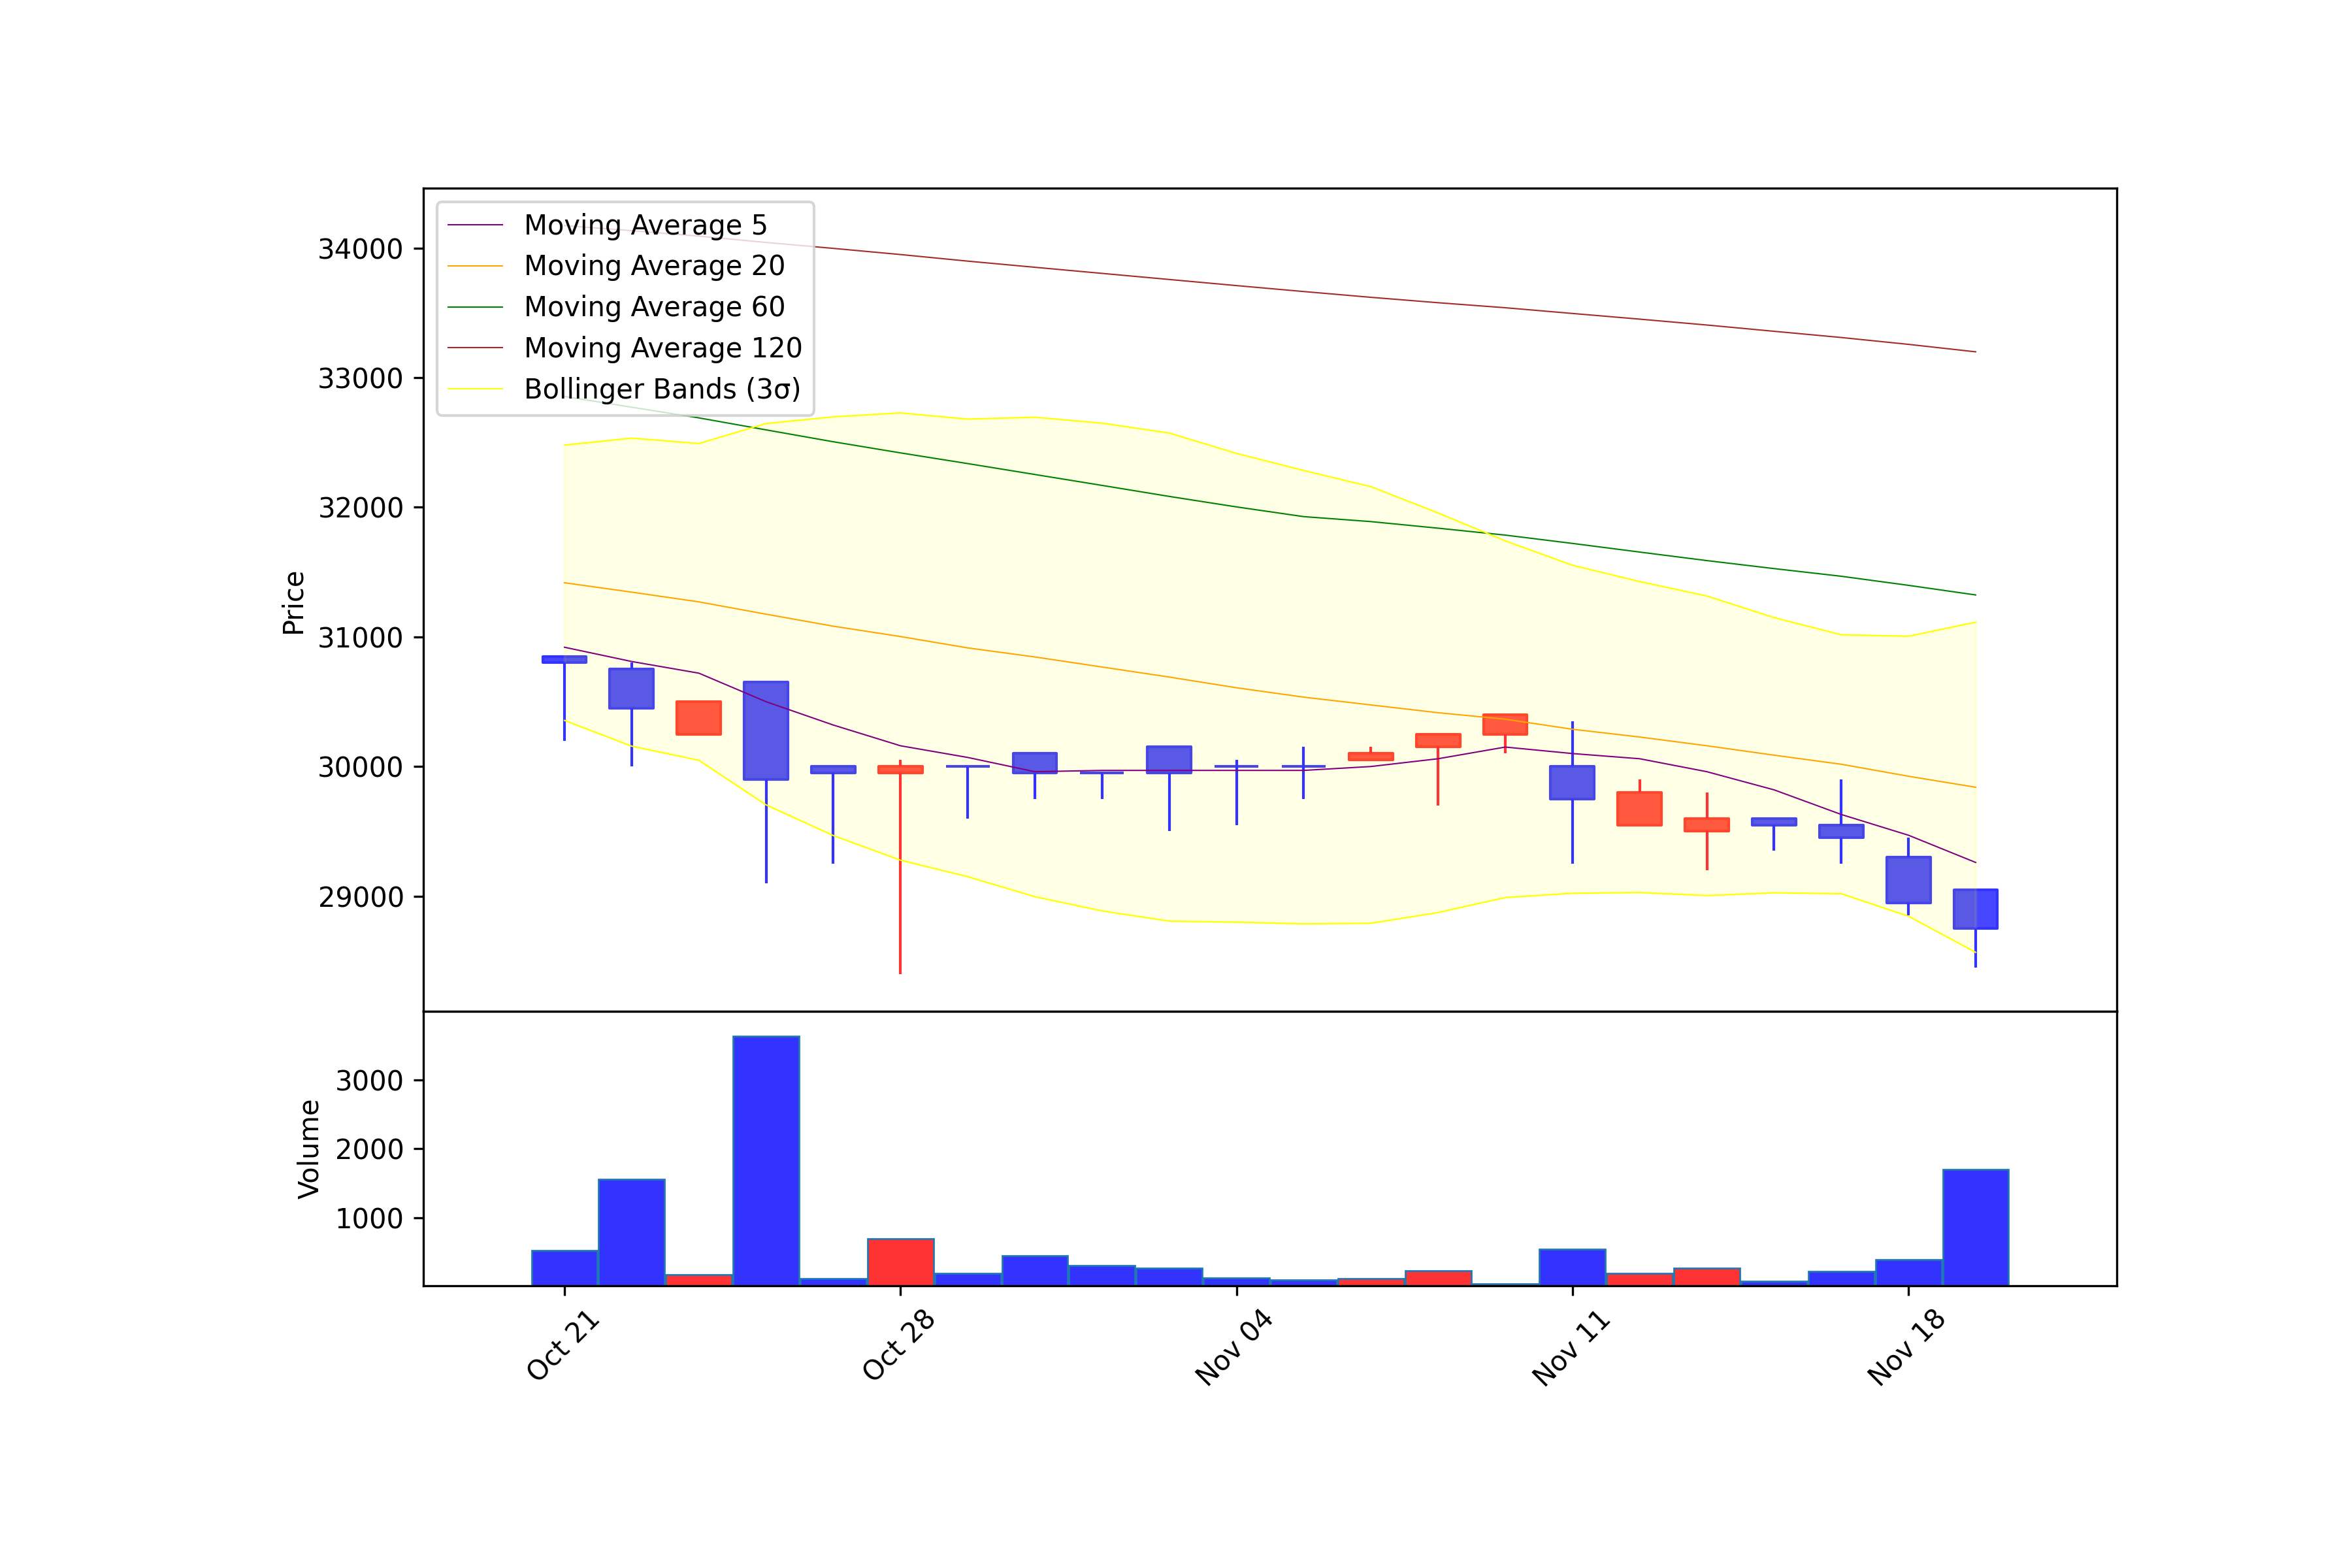 Moving Average 5
Moving Average 20
Moving Average 60
Moving Average 120
Bollinger Bands (3σ)
Price
34000
33000
32000
31000
30000
29000
Volume
3000
2000
1000
Oct 21
Oct 28
Nov 04
Nov 11
Nov 18